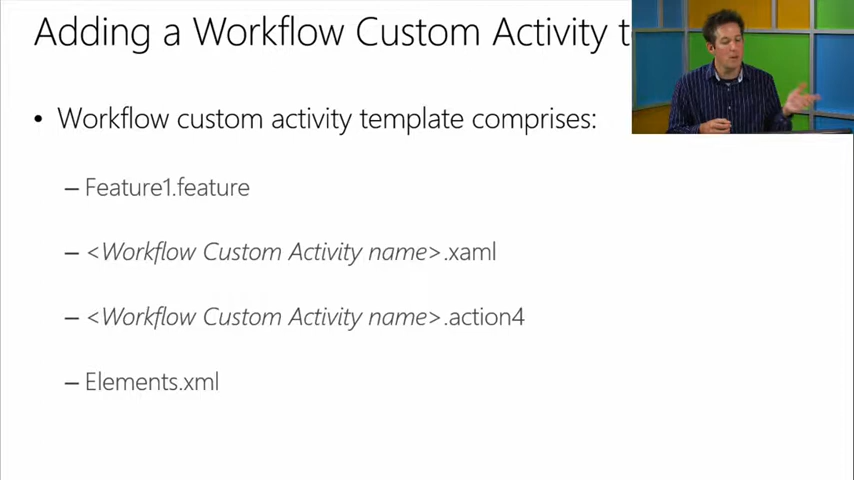 Adding a Workflow Custom Activity
• Workflow custom activity template comprises:
– Feature1.feature
– <Workflow Custom Activity name>.xaml
– <Workflow Custom Activity name>.action4
– Elements.xml